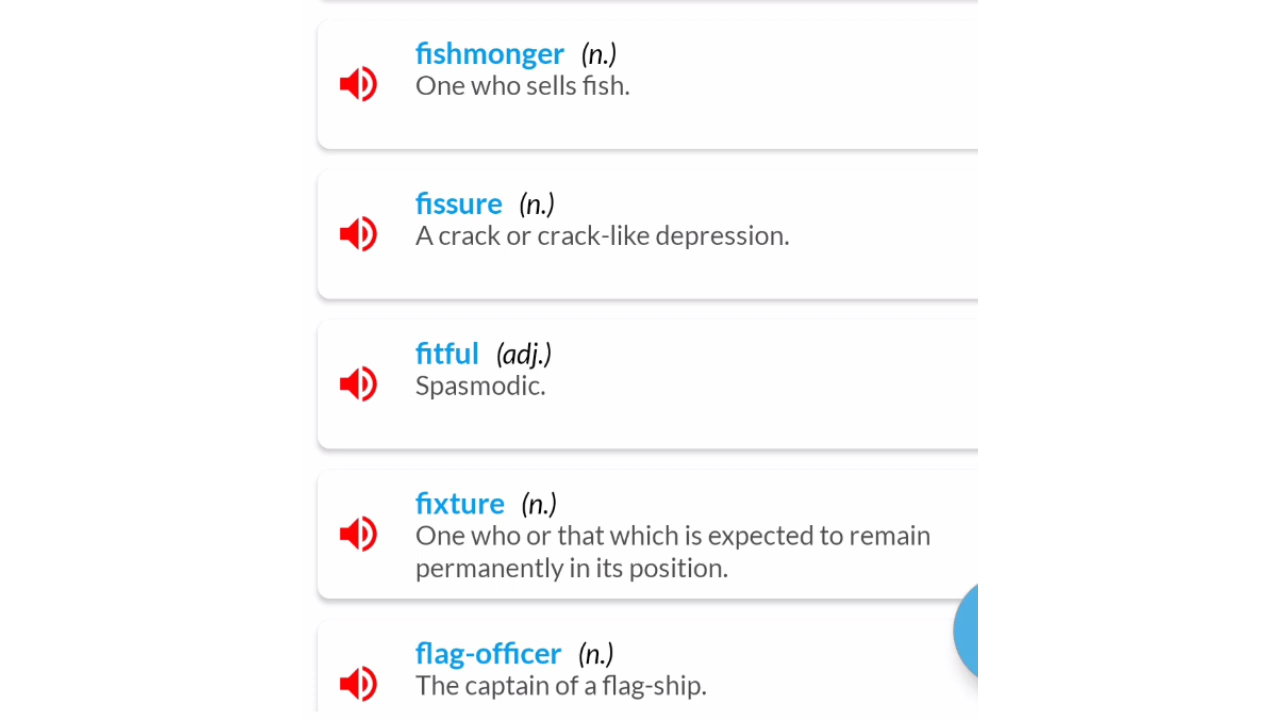 fishmonger (n.)
One who sells fish.
fissure (n.)
A crack or crack-like depression.
fitful (adj.)
Spasmodic.
fixture (n.)
One who or that which is expected to remain
permanently in its position.
flag-officer (n.)
The captain of a flag-ship.